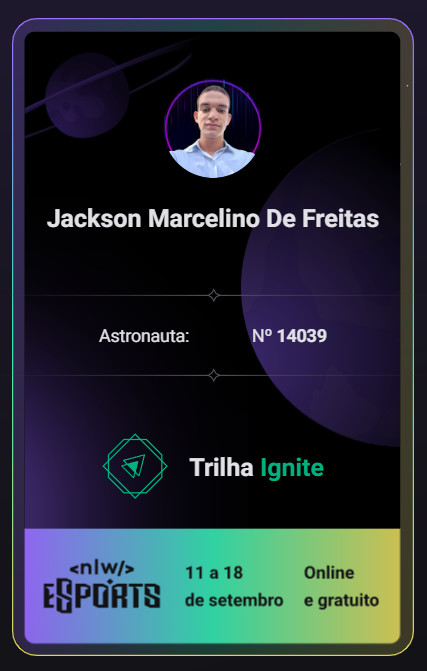 Jackson Marcelino De Freitas
Astronauta: Nº 14039
Trilha Ignite
<nlw/>
eSPORTS
11 a 18
de setembro
Online
e gratuito